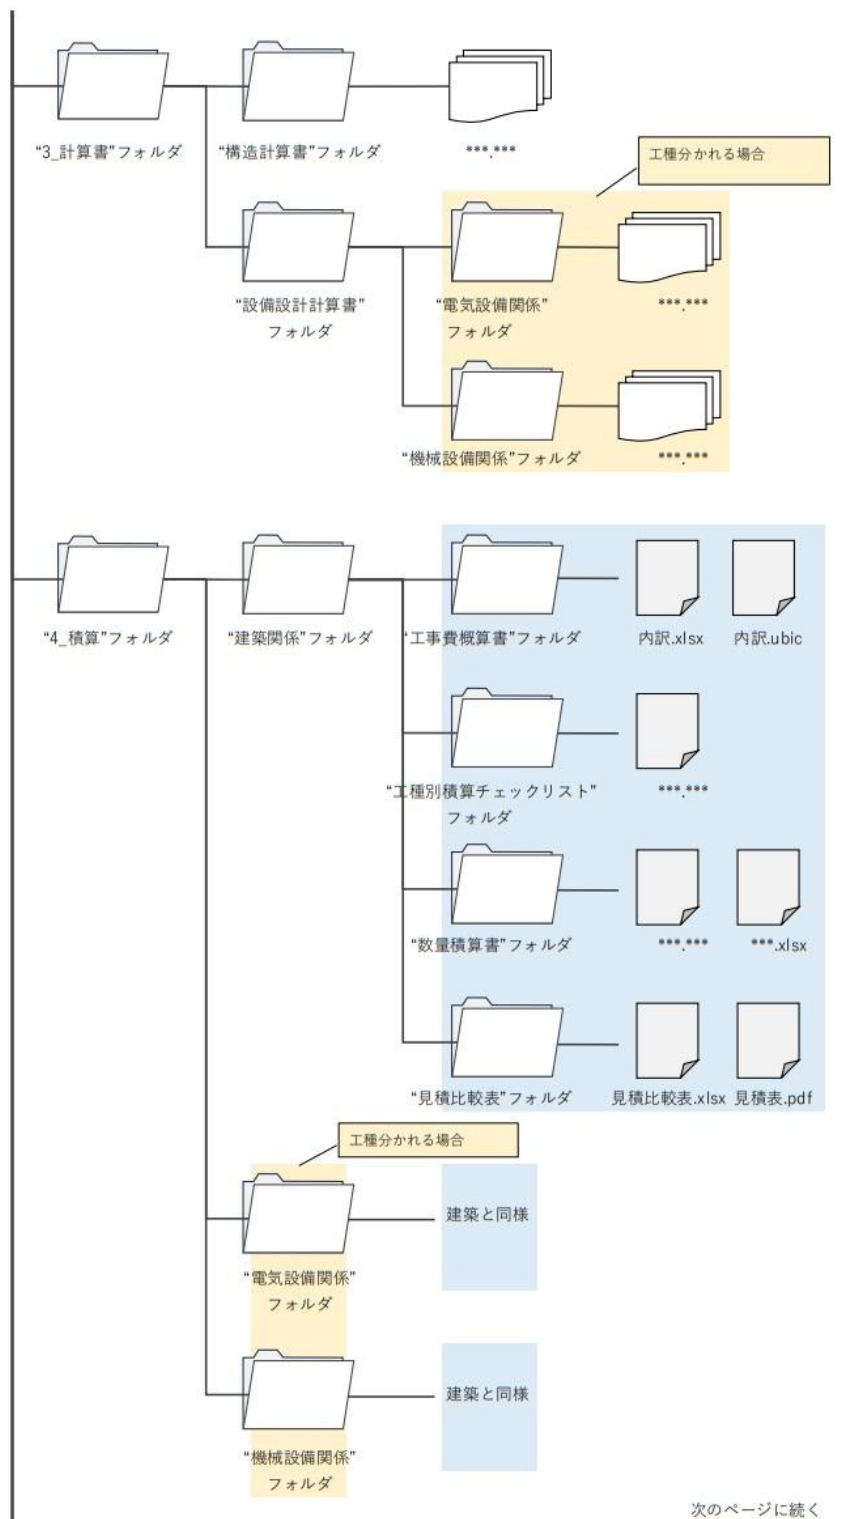 “3_計算書”フォルダ
“構造計算書”フォルダ
***.***
工種分かれる場合
“設備設計計算書”
フォルダ
“電気設備関係”
フォルダ
***.***
“機械設備関係”フォルダ
***.***
“4_積算”フォルダ
“建築関係”フォルダ
“工事費概算書”フォルダ
内訳.xlsx
内訳.ubic
“工種別積算チェックリスト”
フォルダ
***.***
“数量積算書”フォルダ
***.***
***.xlsx
“見積比較表”フォルダ
見積比較表.xlsx
見積表.pdf
工種分かれる場合
“電気設備関係”
フォルダ
建築と同様
“機械設備関係”
フォルダ
建築と同様
次のページに続く